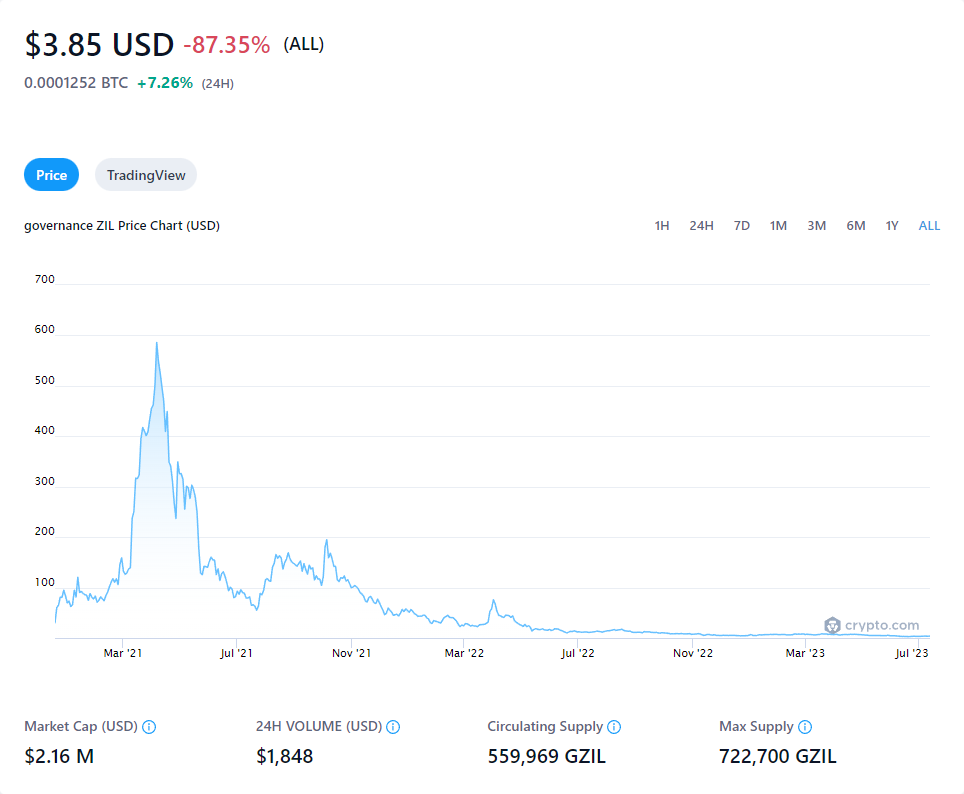 $3.85 USD -87.35% (ALL)
0.0001252 BTC +7.26% (24H)
Price TradingView
governance ZIL Price Chart (USD) 1H 24H 7D 1M 3M 6M 1Y ALL
700
600
500
400
300
200
100
crypto.com
Mar '21 Jul '21 Nov '21 Mar '22 Jul '22 Nov '22 Mar '23 Jul '23
Market Cap (USD) 24H VOLUME (USD) Circulating Supply Max Supply
$2.16 M $1,848 559,969 GZIL 722,700 GZIL